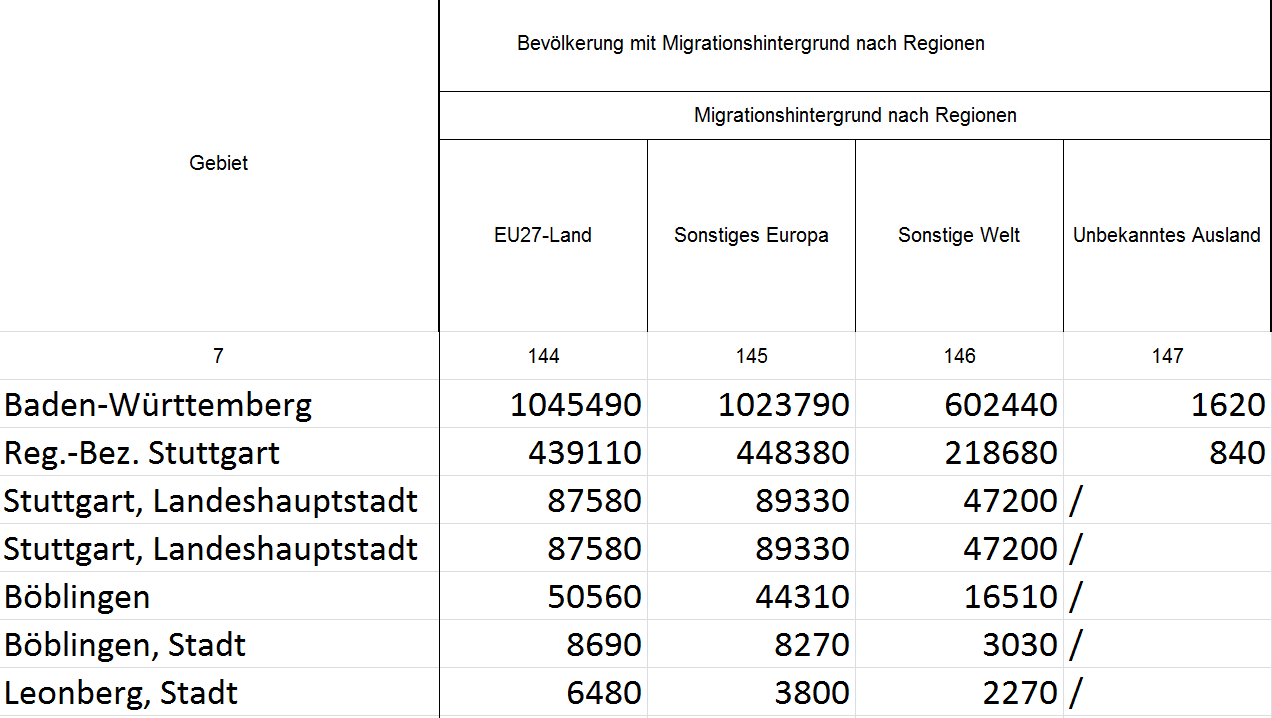 Bevölkerung mit Migrationshintergrund nach Regionen
Migrationshintergrund nach Regionen
Gebiet
EU27-Land Sonstiges Europa Sonstige Welt Unbekanntes Ausland
7 144 145 146 147
Baden-Württemberg 1045490 1023790 602440 1620
Reg.-Bez. Stuttgart 439110 448380 218680 840
Stuttgart, Landeshauptstadt 87580 89330 47200 /
Stuttgart, Landeshauptstadt 87580 89330 47200 /
Böblingen 50560 44310 16510 /
Böblingen, Stadt 8690 8270 3030 /
Leonberg, Stadt 6480 3800 2270 /